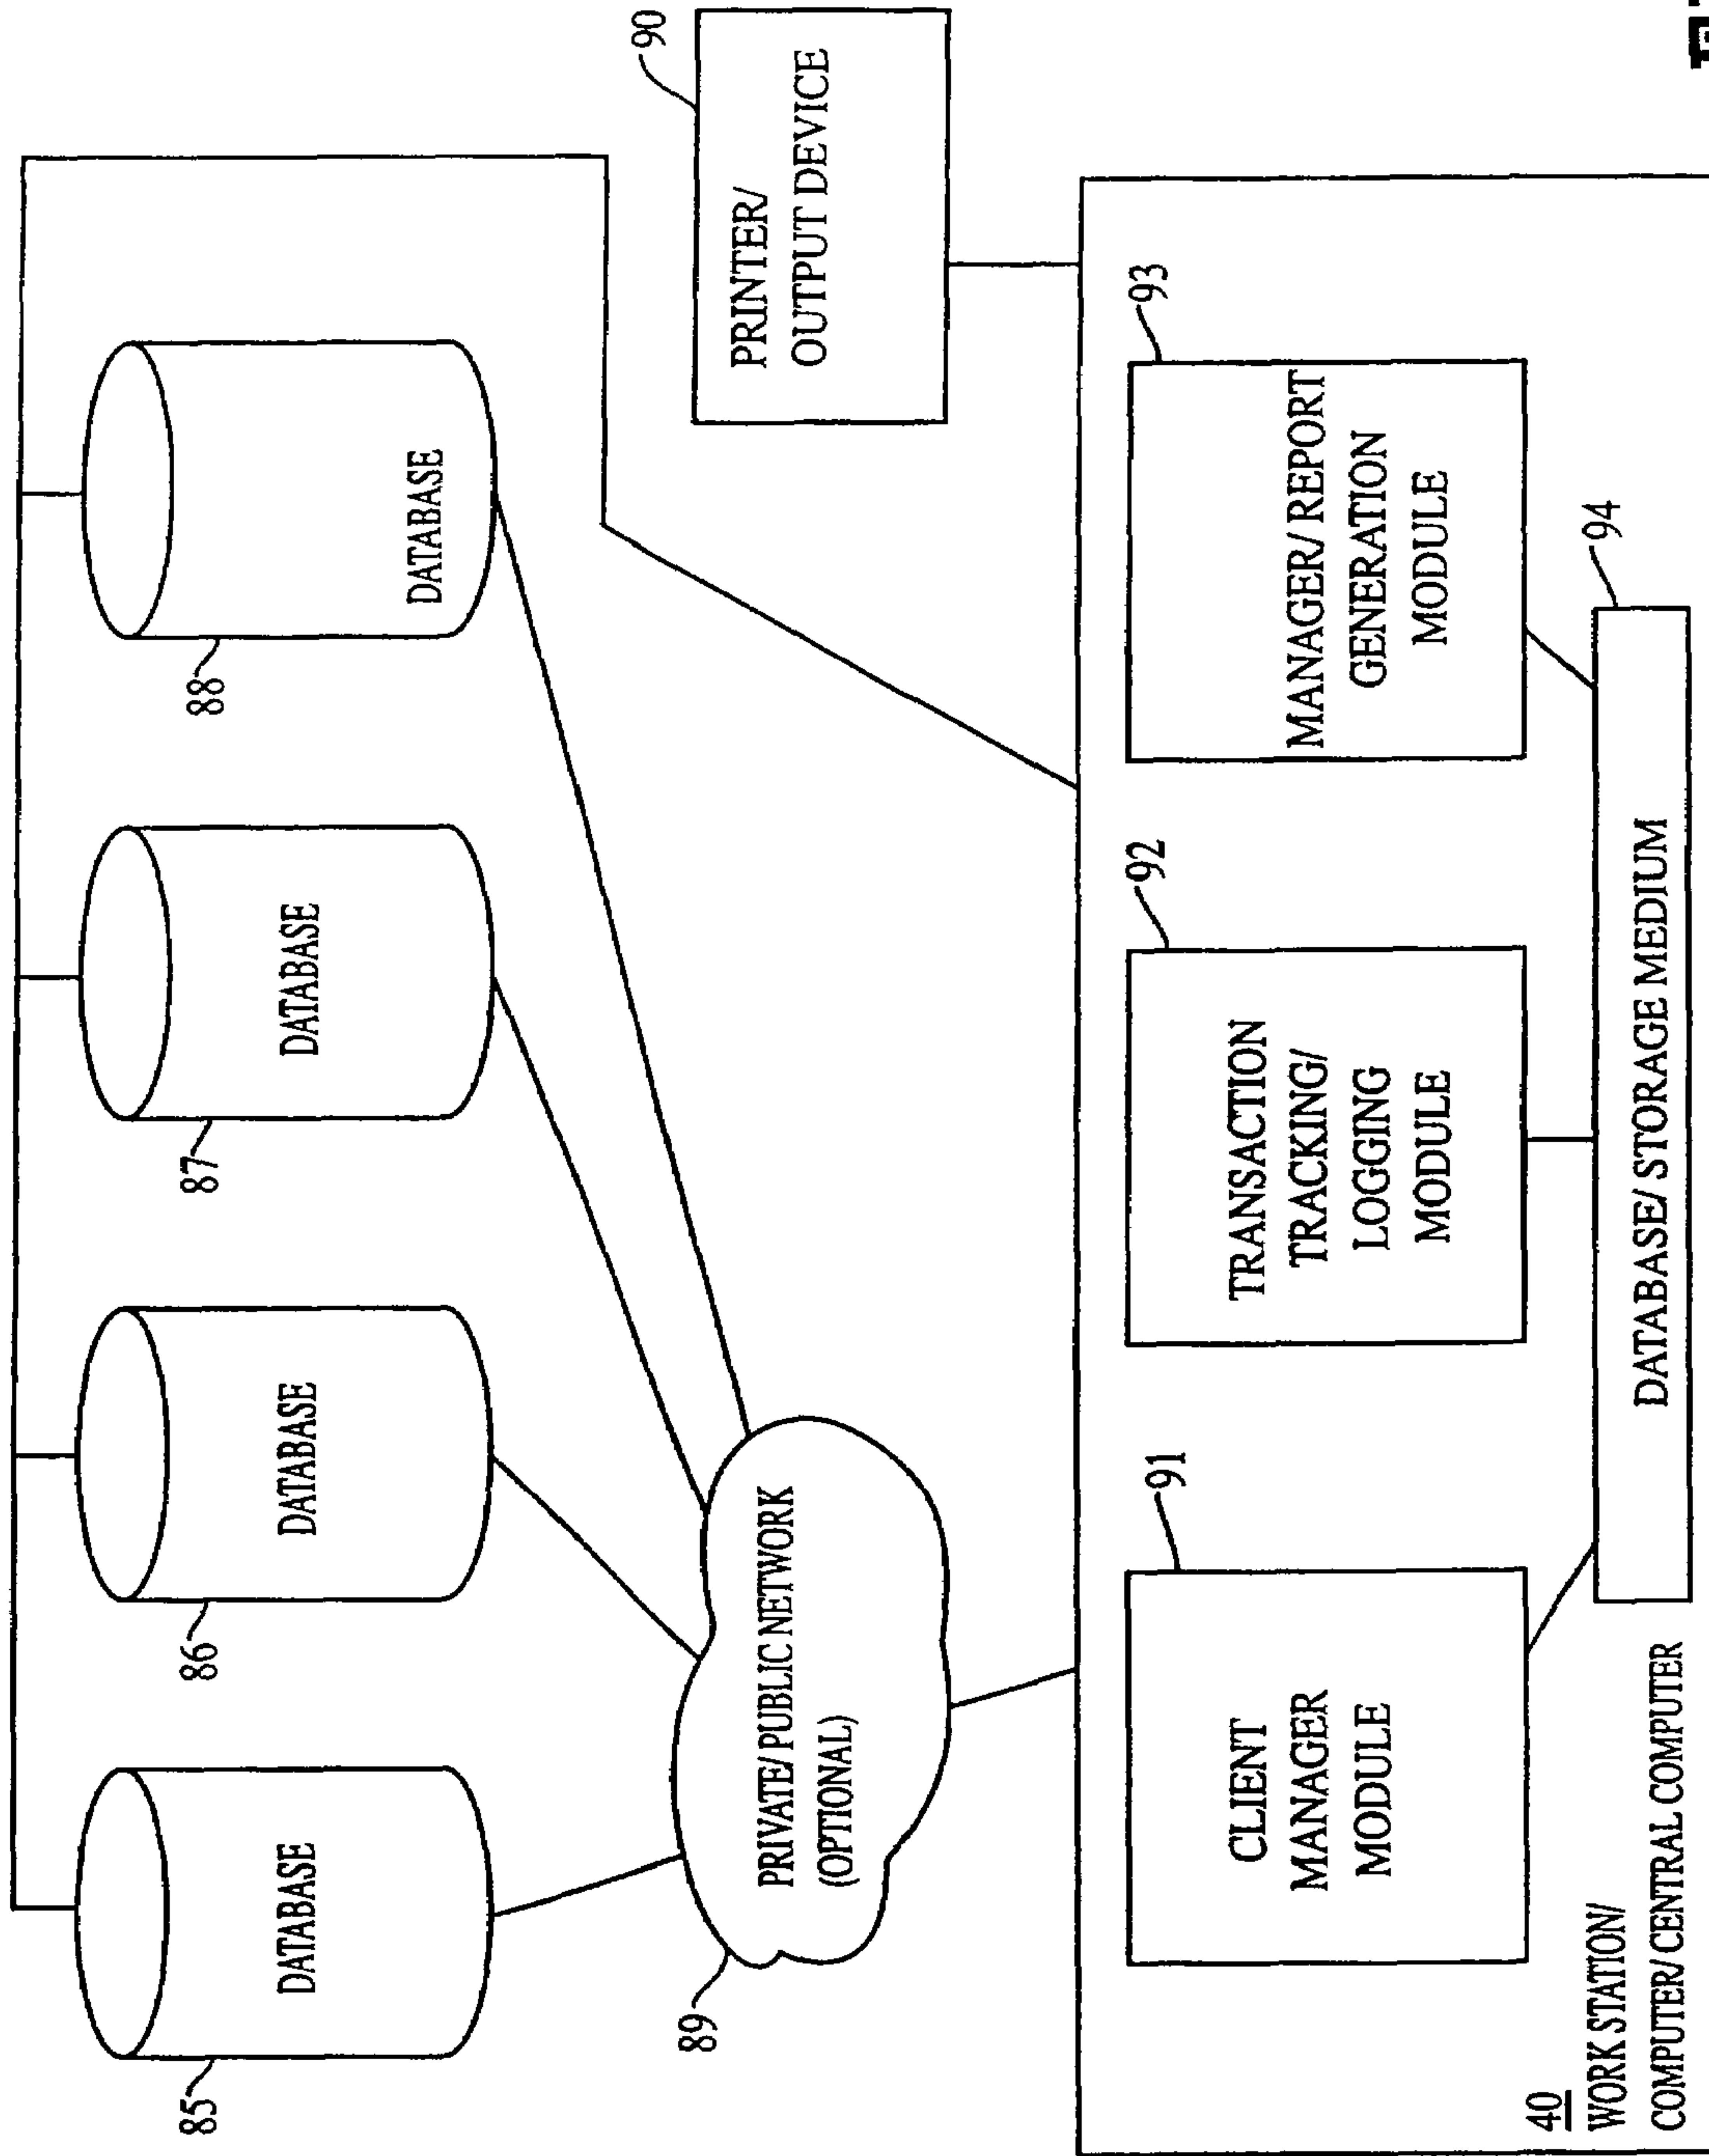 85
DATABASE
86
DATABASE
87
DATABASE
88
DATABASE
89
PRIVATE/ PUBLIC NETWORK
(OPTIONAL)
90
PRINTER/
OUTPUT DEVICE
91
CLIENT
MANAGER
MODULE
92
TRANSACTION
TRACKING/
LOGGING
MODULE
93
MANAGER/ REPORT
GENERATION
MODULE
94
DATABASE/ STORAGE MEDIUM
40
WORK STATION/
COMPUTER/ CENTRAL COMPUTER